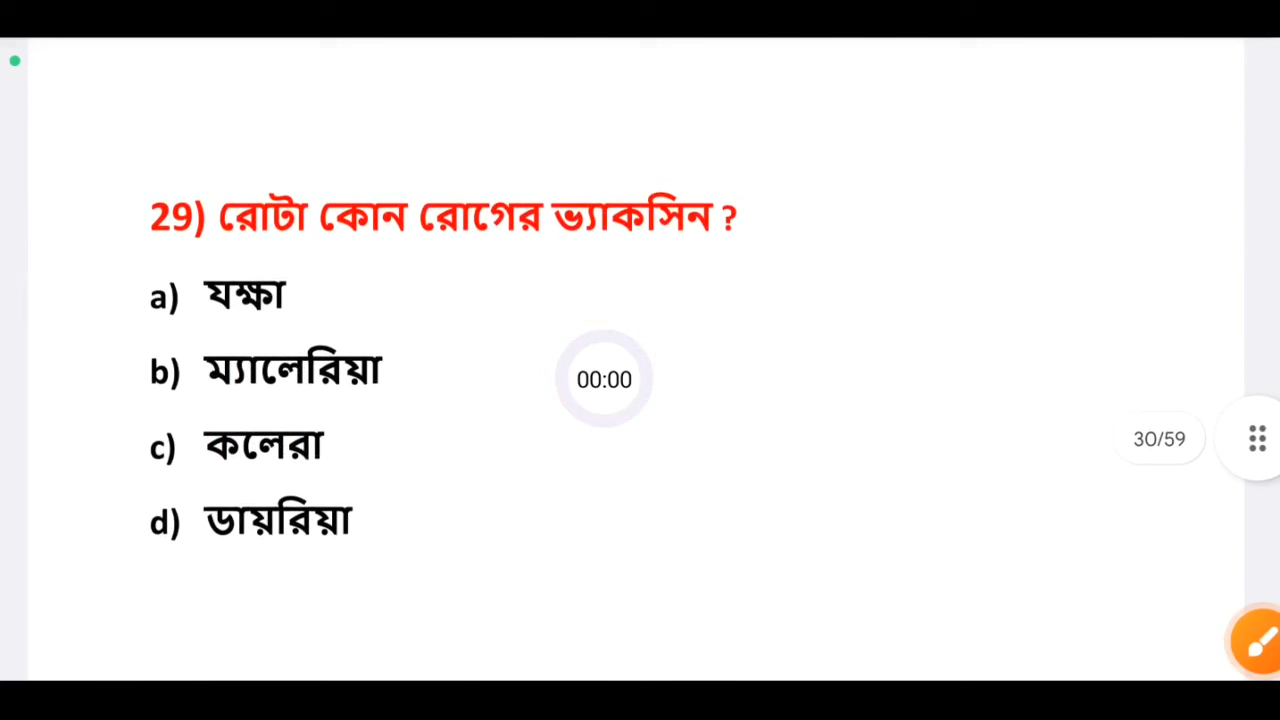 29) রোটা কোন রোগের ভ্যাকসিন ?
a) যক্ষা
b) ম্যালেরিয়া
00:00
c) কলেরা
30/59
d) ডায়রিয়া